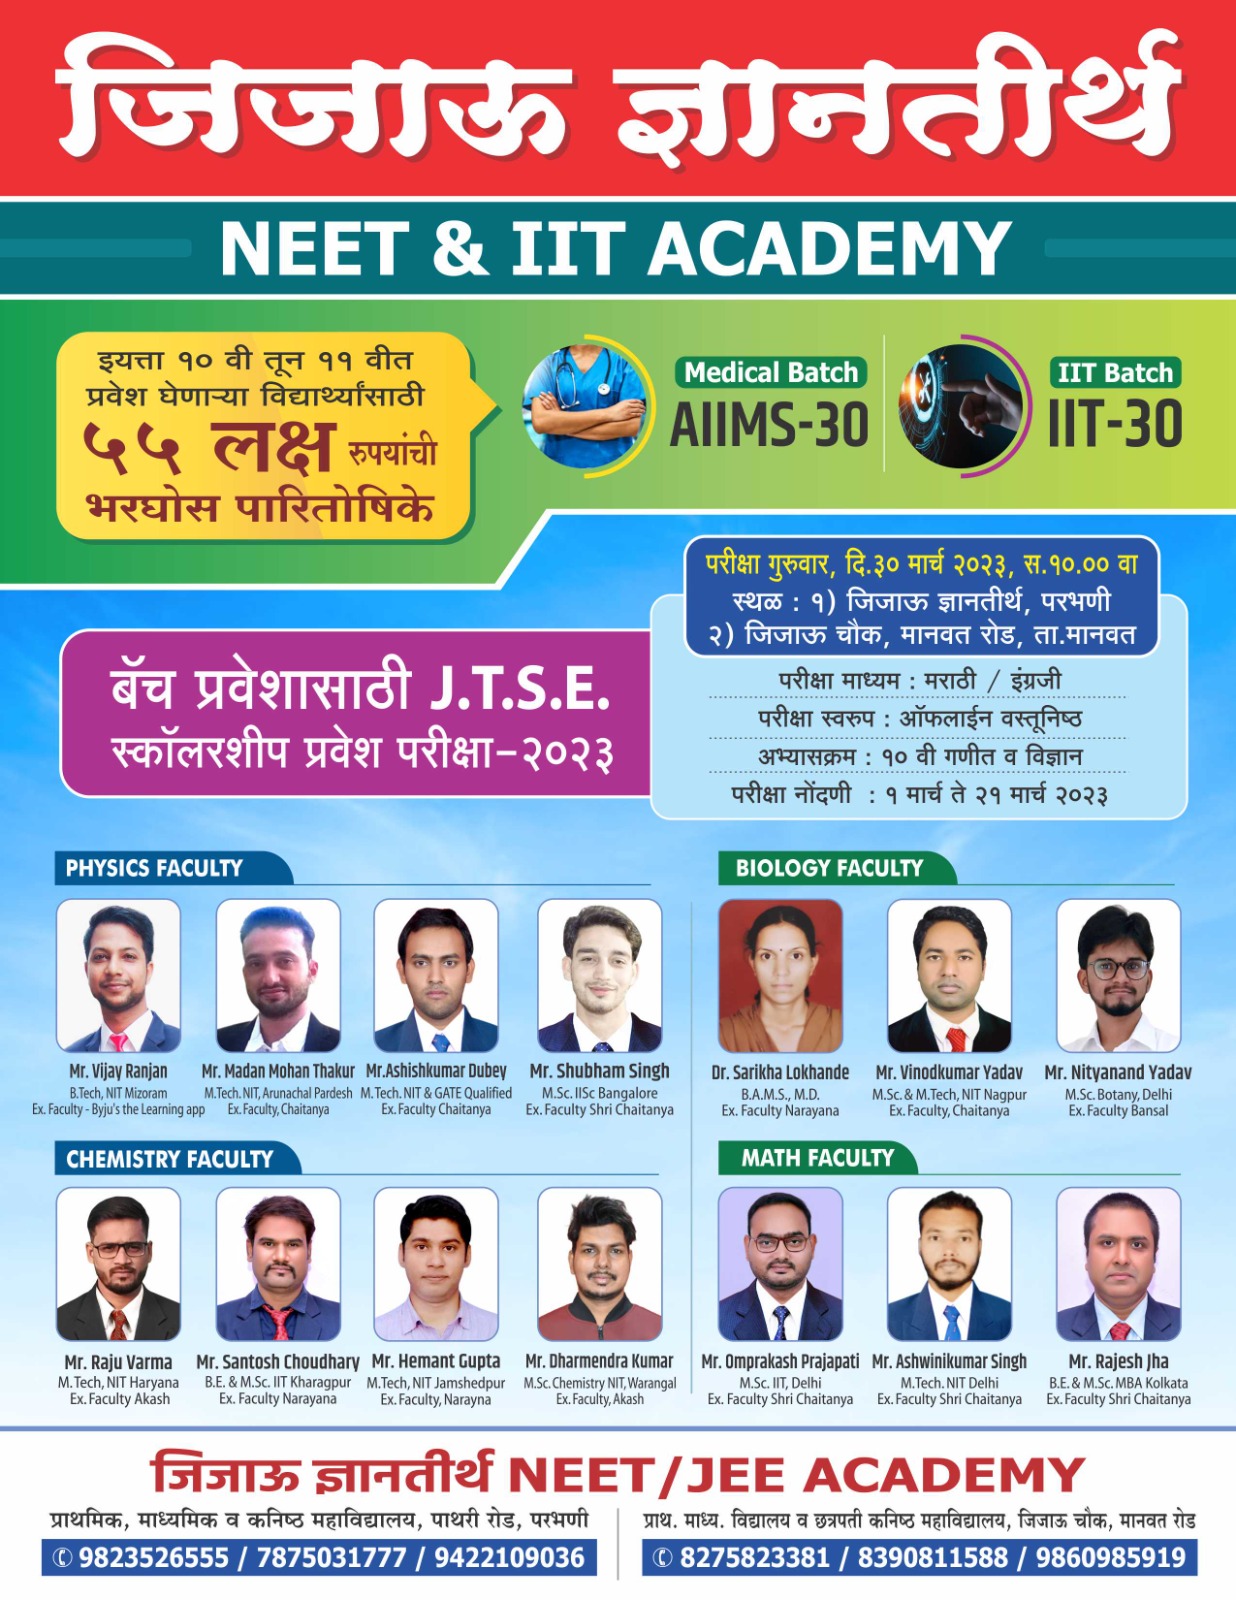 जिजाऊ ज्ञानतीर्थ
NEET & IIT ACADEMY
इयत्ता १० वी तून ११ वीत
प्रवेश घेणाऱ्या विद्यार्थ्यांसाठी
५५ लक्ष रुपयांची
भरघोस पारितोषिके
Medical Batch
AIIMS-30
IIT Batch
IIT-30
परीक्षा गुरुवार, दि.३० मार्च २०२३, स.१०.०० वा
स्थळ : १) जिजाऊ ज्ञानतीर्थ, परभणी
२) जिजाऊ चौक, मानवत रोड, ता.मानवत
बॅच प्रवेशासाठी J.T.S.E.
स्कॉलरशीप प्रवेश परीक्षा-२०२३
परीक्षा माध्यम : मराठी / इंग्रजी
परीक्षा स्वरुप : ऑफलाईन वस्तूनिष्ठ
अभ्यासक्रम : १० वी गणीत व विज्ञान
परीक्षा नोंदणी : १ मार्च ते २१ मार्च २०२३
PHYSICS FACULTY
Mr. Vijay Ranjan
B.Tech, NIT Mizoram
Ex. Faculty - Byju's the Learning app
Mr. Madan Mohan Thakur
M.Tech. NIT, Arunachal Pardesh
Ex. Faculty, Chaitanya
Mr.Ashishkumar Dubey
M.Tech. NIT & GATE Qualified
Ex. Faculty Chaitanya
Mr. Shubham Singh
M.Sc. IISc Bangalore
Ex. Faculty Shri Chaitanya
BIOLOGY FACULTY
Dr. Sarikha Lokhande
B.A.M.S., M.D.
Ex. Faculty Narayana
Mr. Vinodkumar Yadav
M.Sc. & M.Tech, NIT Nagpur
Ex. Faculty, Chaitanya
Mr. Nityanand Yadav
M.Sc. Botany, Delhi
Ex. Faculty Bansal
CHEMISTRY FACULTY
Mr. Raju Varma
M.Tech, NIT Haryana
Ex. Faculty Akash
Mr. Santosh Choudhary
B.E. & M.Sc. IIT Kharagpur
Ex. Faculty Narayana
Mr. Hemant Gupta
M.Tech, NIT Jamshedpur
Ex. Faculty, Narayna
Mr. Dharmendra Kumar
M.Sc. Chemistry NIT, Warangal
Ex. Faculty, Akash
MATH FACULTY
Mr. Omprakash Prajapati
M.Sc. IIT, Delhi
Ex. Faculty Shri Chaitanya
Mr. Ashwinikumar Singh
M.Tech. NIT Delhi
Ex. Faculty Shri Chaitanya
Mr. Rajesh Jha
B.E. & M.Sc. MBA Kolkata
Ex. Faculty Shri Chaitanya
जिजाऊ ज्ञानतीर्थ NEET/JEE ACADEMY
प्राथमिक, माध्यमिक व कनिष्ठ महाविद्यालय, पाथरी रोड, परभणी
9823526555 / 7875031777 / 9422109036
प्राथ. माध्य. विद्यालय व छत्रपती कनिष्ठ महाविद्यालय, जिजाऊ चौक, मानवत रोड
8275823381 / 8390811588 / 9860985919